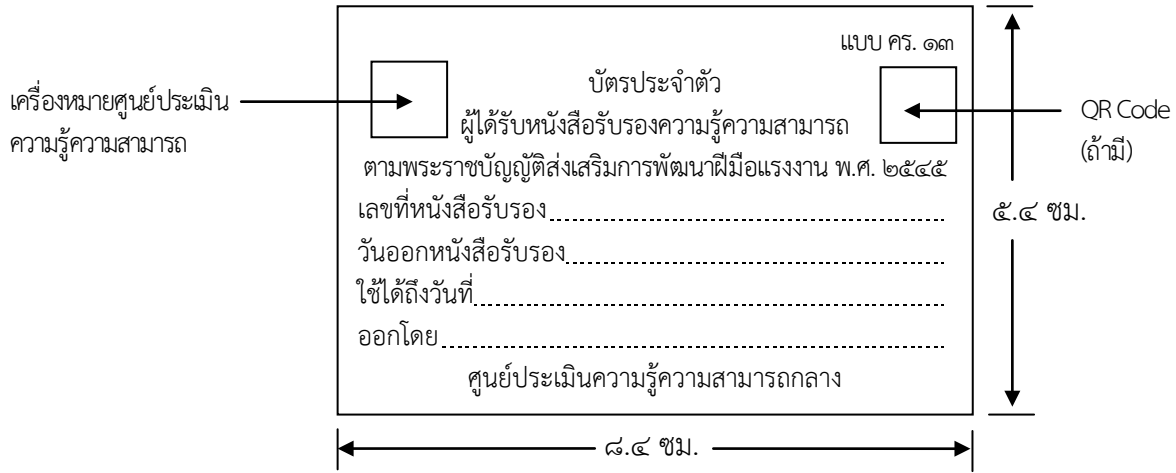 แบบ คร. ๑๓
เครื่องหมายศูนย์ประเมิน
ความรู้ความสามารถ
บัตรประจำตัว
ผู้ได้รับหนังสือรับรองความรู้ความสามารถ
ตามพระราชบัญญัติส่งเสริมการพัฒนาฝีมือแรงงาน พ.ศ. ๒๕๔๕
QR Code
(ถ้ามี)
เลขที่หนังสือรับรอง
วันออกหนังสือรับรอง
ใช้ได้ถึงวันที่
ออกโดย
ศูนย์ประเมินความรู้ความสามารถกลาง
๕.๔ ซม.
๘.๔ ซม.